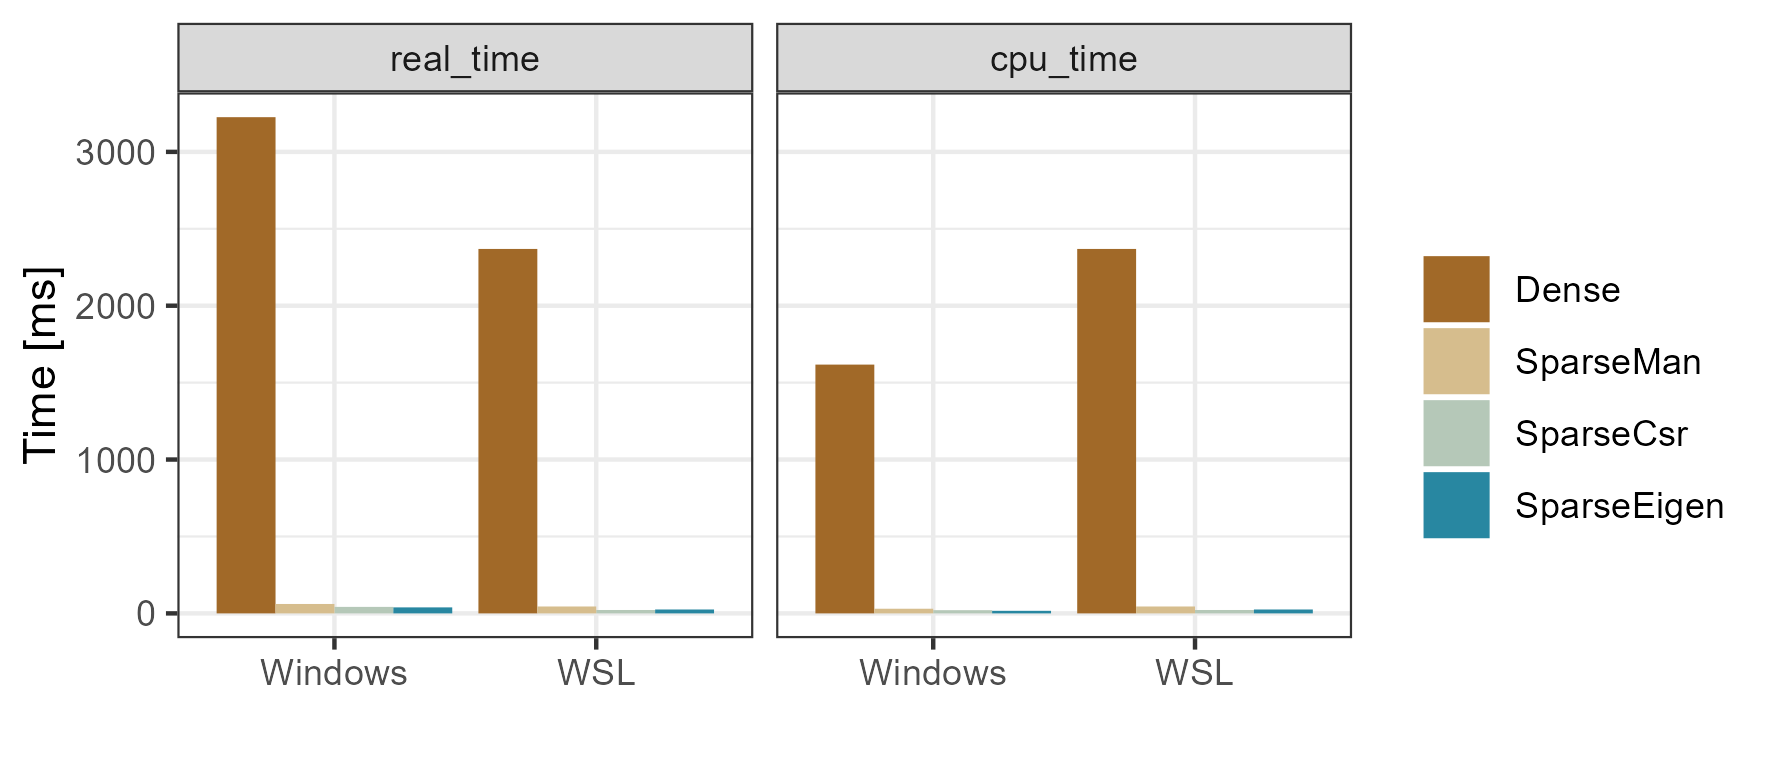 real_time
cpu_time
Time [ms]
3000
2000
1000
0
Windows
WSL
Windows
WSL
Dense
SparseMan
SparseCsr
SparseEigen